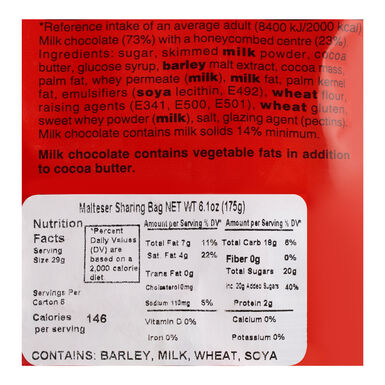 *Reference intake of an average adult (8400 kJ/2000 kcal)
Milk chocolate (73%) with a honeycombed centre (23%)
Ingredients: sugar, skimmed milk powder, cocoa
butter, glucose syrup, barley malt extract, cocoa mass,
palm fat, whey permeate (milk), milk fat, palm kernel
fat, emulsifiers (soya lecithin, E492), wheat flour,
raising agents (E341, E500, E501), wheat gluten,
sweet whey powder (milk), salt, glazing agent (pectins).
Milk chocolate contains milk solids 14% minimum.
Milk chocolate contains vegetable fats in addition
to cocoa butter.
Malteser Sharing Bag NET WT 6.1oz (175g)
Nutrition
Facts
Serving
Size 29g
Servings Per
Carton 6
Calories
per serving 146
*Percent
Daily Values
(DV) are
based on a
2,000 calorie
diet.
Amount per Serving % DV*
Total Fat 7g 11%
Sat. Fat 4g 22%
Trans Fat 0g
Cholesterol 0mg
Sodium 110mg 5%
Vitamin D 0%
Iron 0%
Amount per Serving % DV*
Total Carb 18g 6%
Fiber 0g 0%
Total Sugars 20g
Inc. 20g Added Sugars 40%
Protein 2g
Calcium 0%
Potassium 0%
CONTAINS: BARLEY, MILK, WHEAT, SOYA